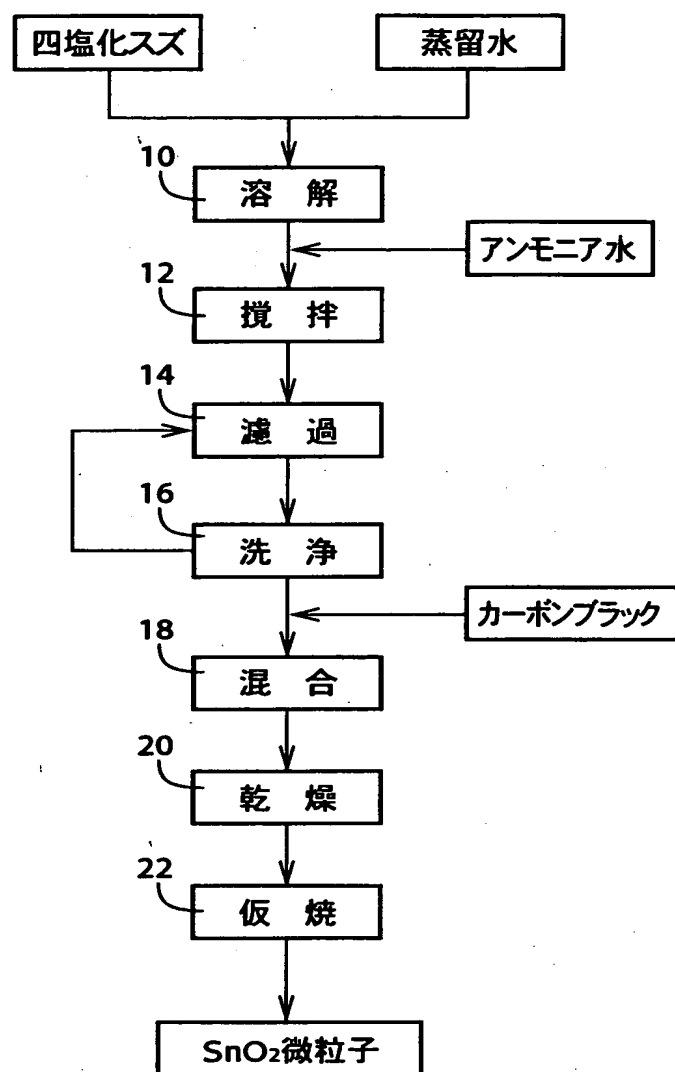 四塩化スズ
蒸留水
10
溶解
アンモニア水
12
撹拌
14
濾過
16
洗浄
カーボンブラック
18
混合
20
乾燥
22
仮焼
SnO₂微粒子